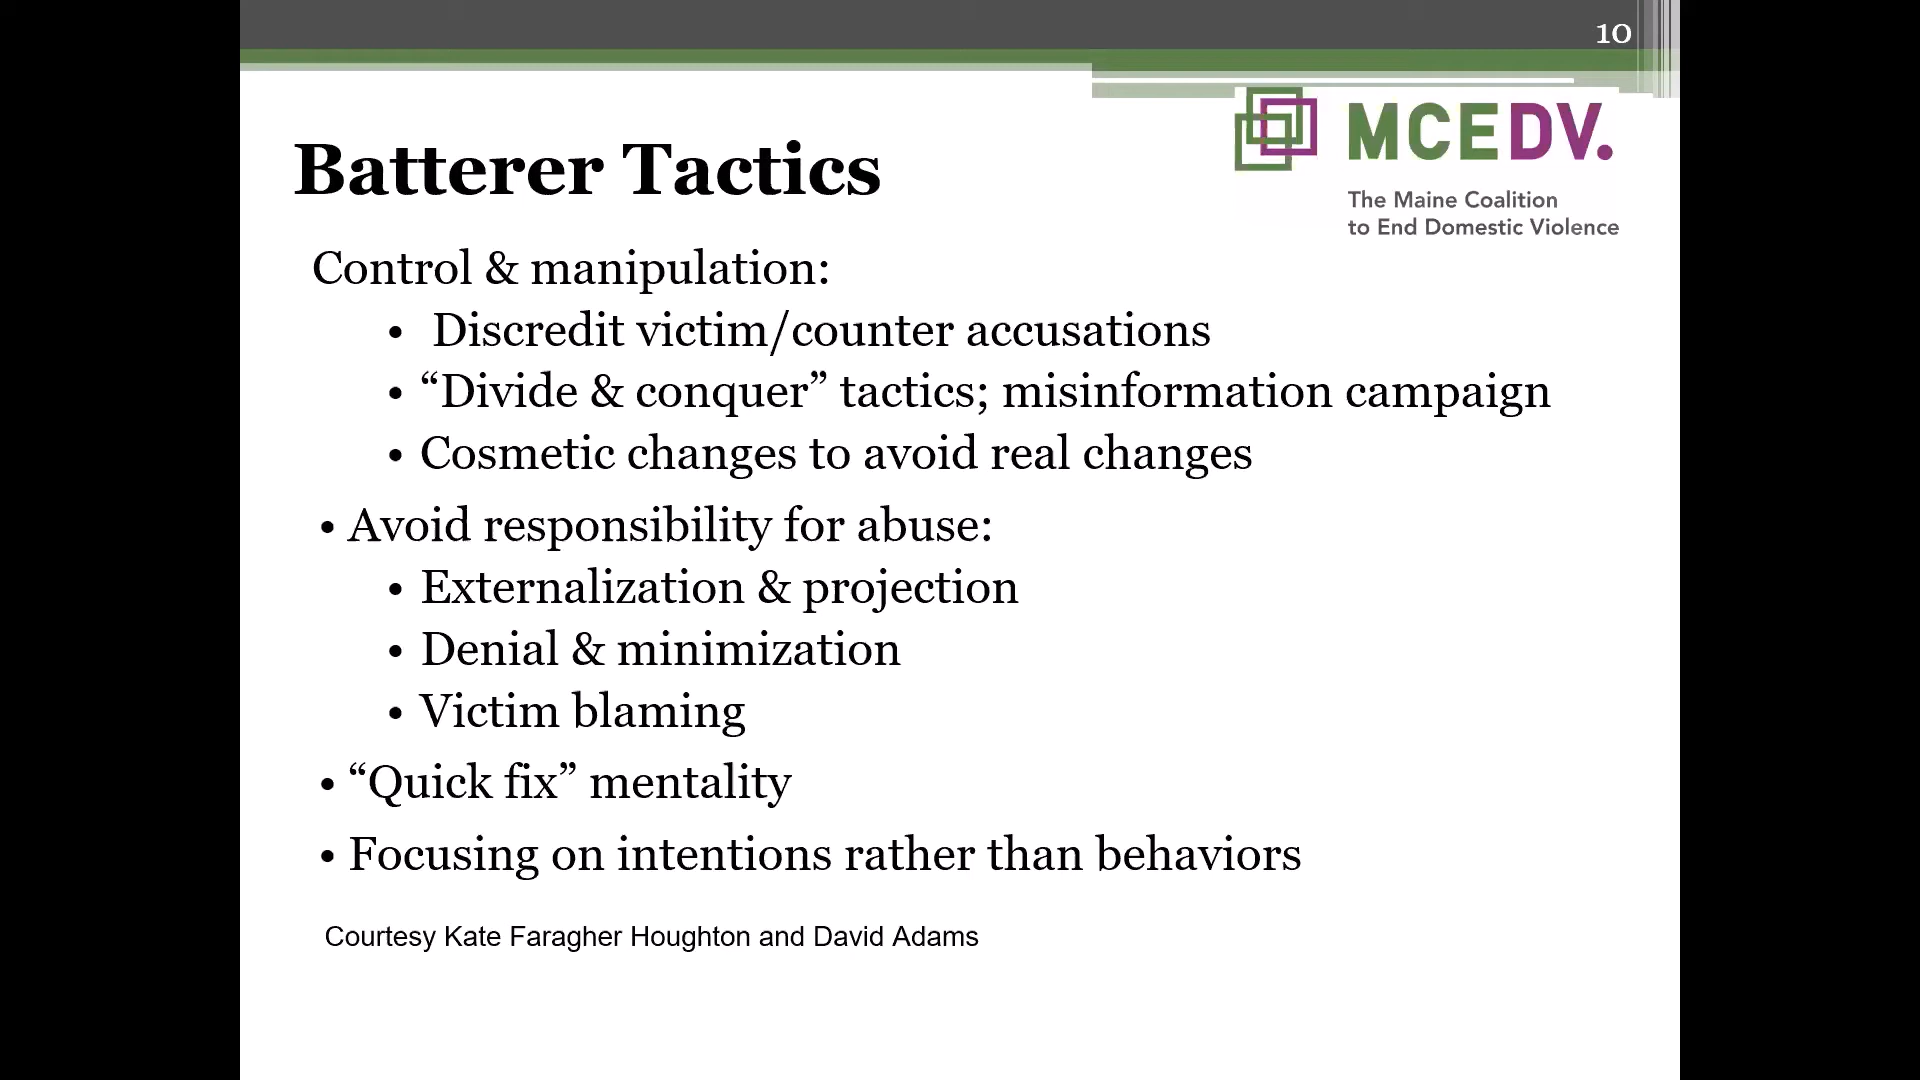 10
MCEDV.
The Maine Coalition
to End Domestic Violence
Batterer Tactics
Control & manipulation:
• Discredit victim/counter accusations
• “Divide & conquer” tactics; misinformation campaign
• Cosmetic changes to avoid real changes
• Avoid responsibility for abuse:
• Externalization & projection
• Denial & minimization
• Victim blaming
• “Quick fix” mentality
• Focusing on intentions rather than behaviors
Courtesy Kate Faragher Houghton and David Adams